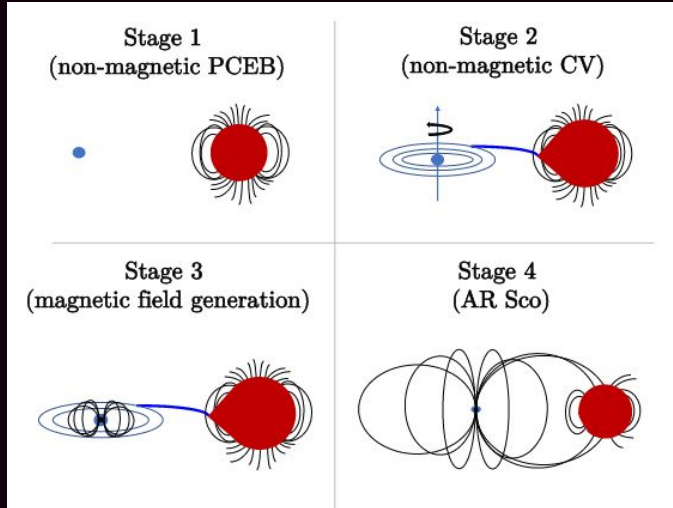 Stage 1
(non-magnetic PCEB)
Stage 2
(non-magnetic CV)
Stage 3
(magnetic field generation)
Stage 4
(AR Sco)